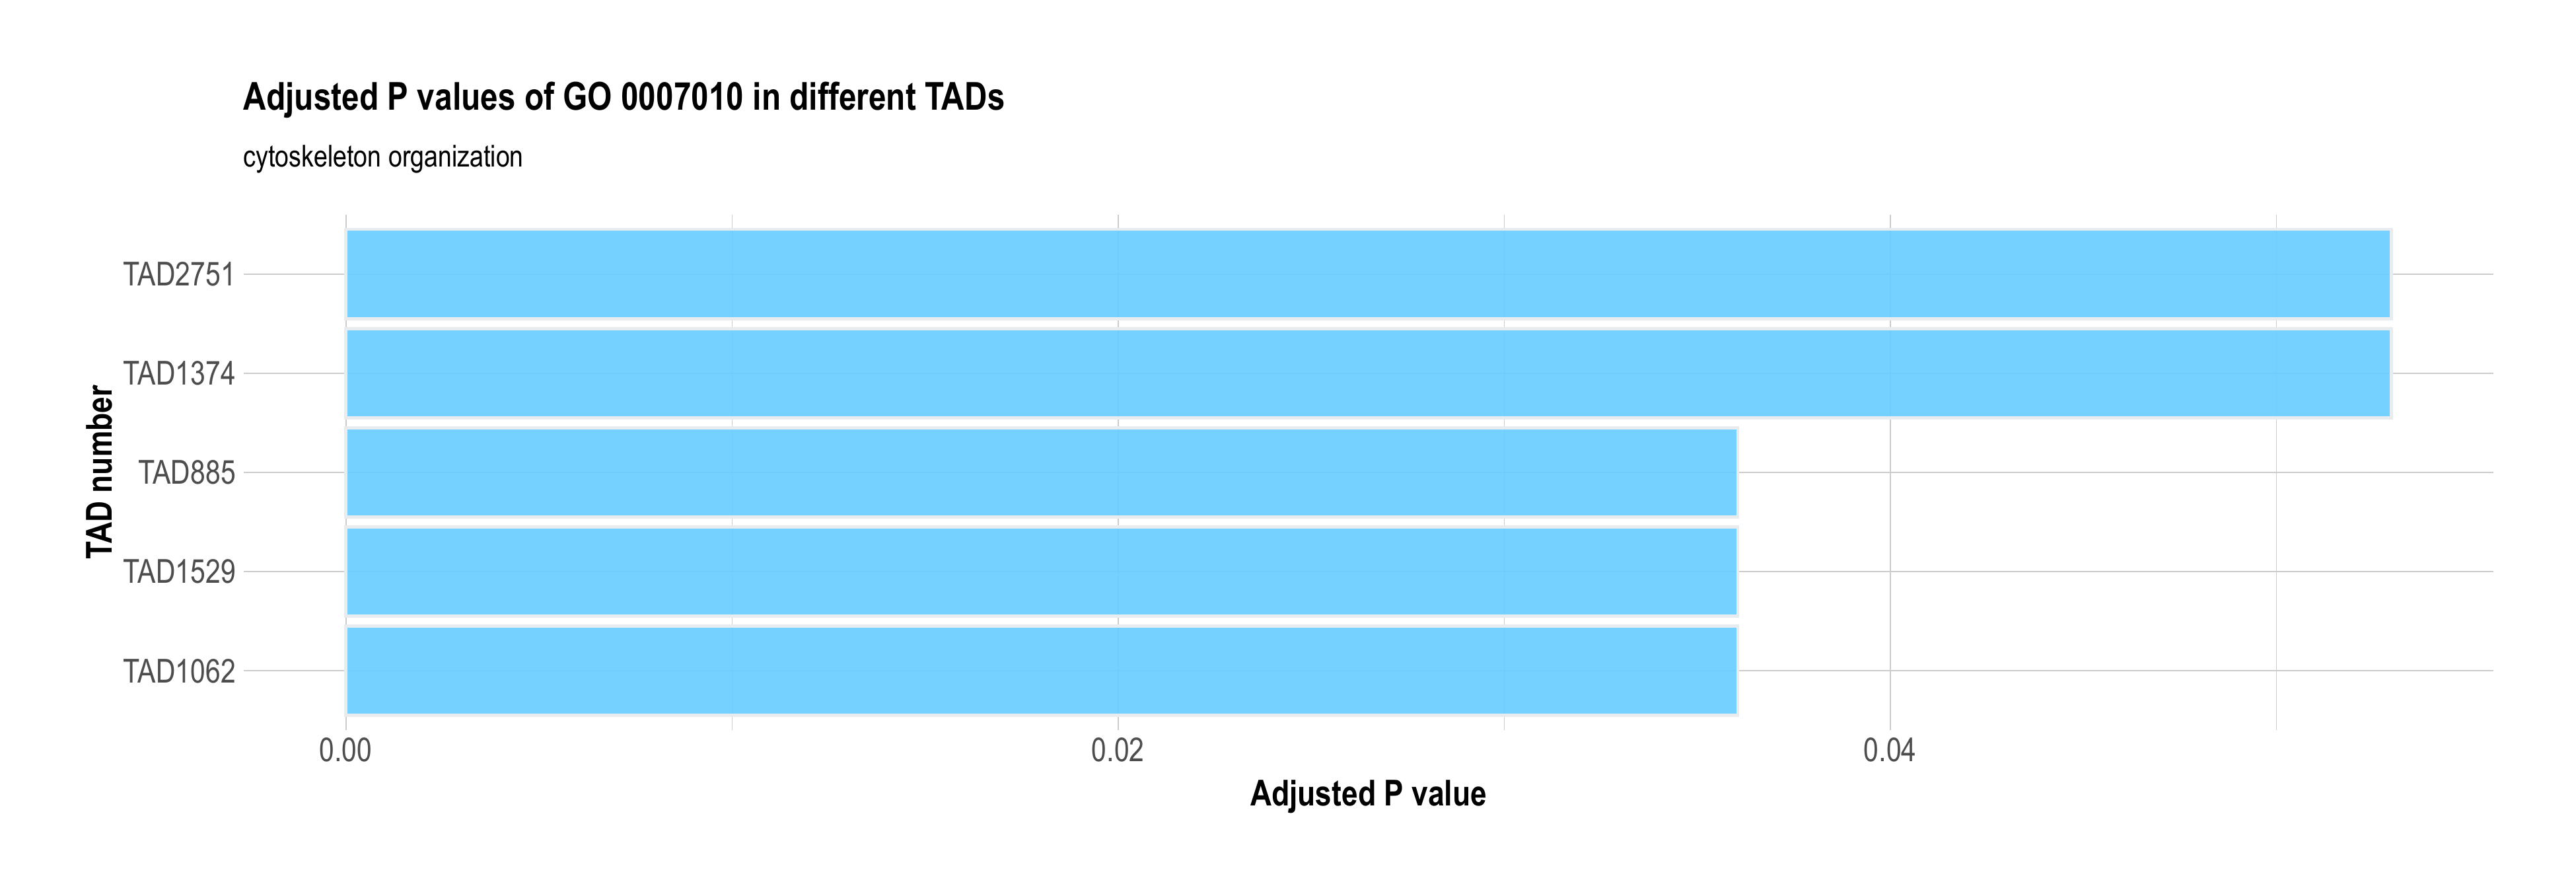 Adjusted P values of GO 0007010 in different TADs
cytoskeleton organization
TAD number
TAD2751
TAD1374
TAD885
TAD1529
TAD1062
0.00 0.02 0.04
Adjusted P value